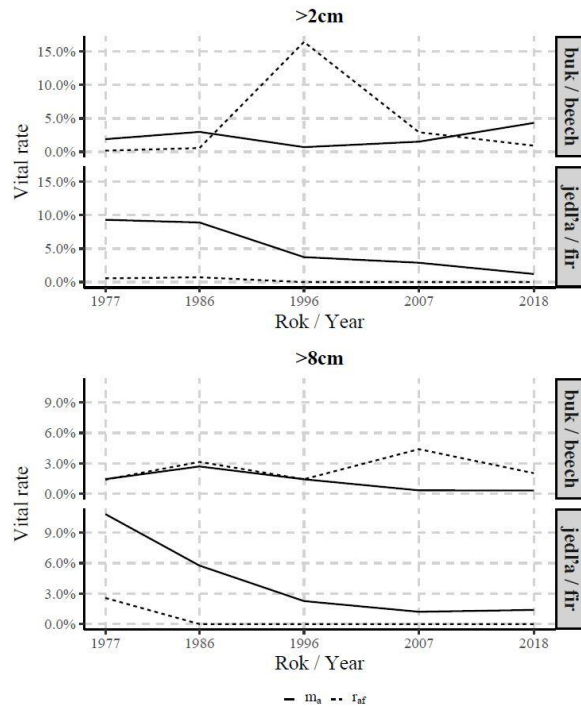 >2cm
15.0%
10.0%
5.0%
0.0%
buk / beech
15.0%
10.0%
5.0%
0.0%
jedľa / fir
Vital rate
1977 1986 1996 2007 2018
Rok / Year
>8cm
9.0%
6.0%
3.0%
0.0%
buk / beech
9.0%
6.0%
3.0%
0.0%
jedľa / fir
Vital rate
1977 1986 1996 2007 2018
Rok / Year
mₐ r_af